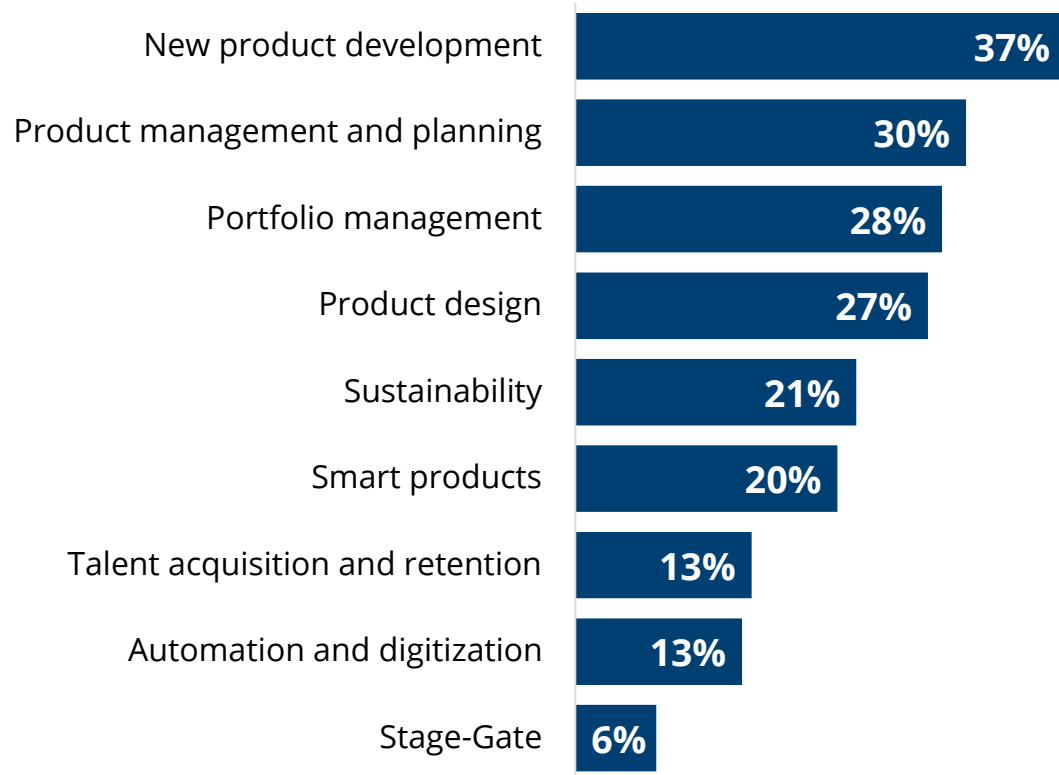 New product development 37%
Product management and planning 30%
Portfolio management 28%
Product design 27%
Sustainability 21%
Smart products 20%
Talent acquisition and retention 13%
Automation and digitization 13%
Stage-Gate 6%